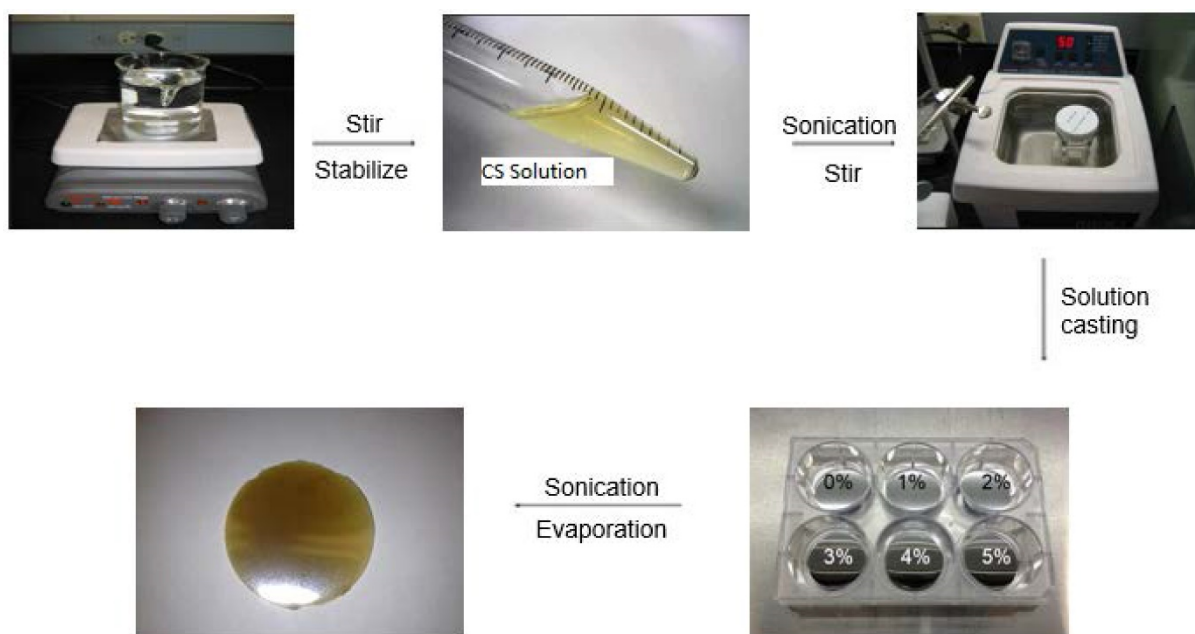 Stir
Stabilize
CS Solution
Sonication
Stir
50
Solution
casting
0%
1%
2%
3%
4%
5%
Sonication
Evaporation